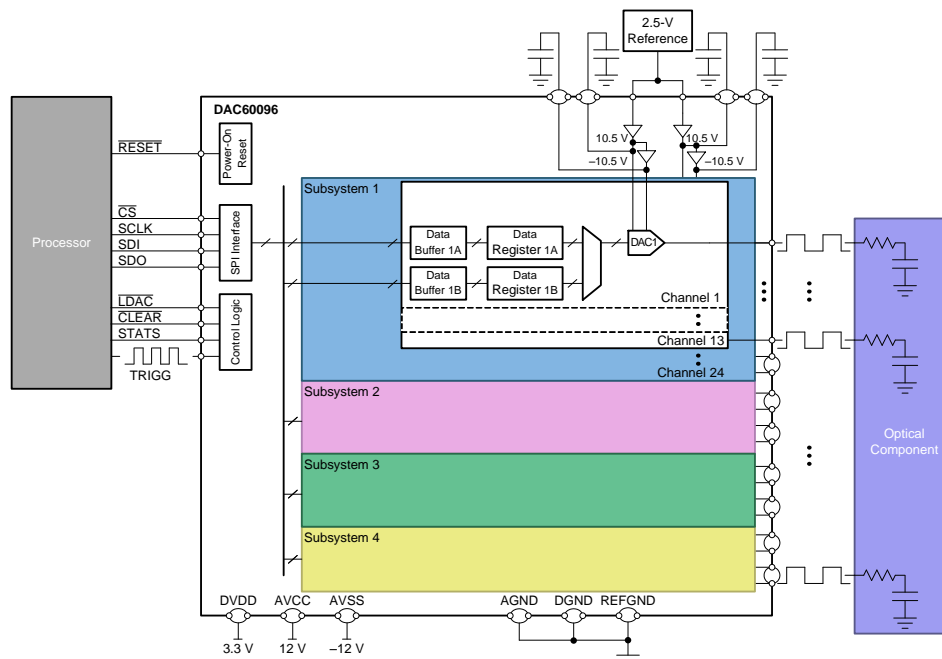 2.5-V
Reference
DAC60096
10.5 V
10.5 V
–10.5 V
–10.5 V
Processor
RESET
CS
SCLK
SDI
SDO
LDAC
CLEAR
STATS
TRIGG
Power-On
Reset
SPI Interface
Control Logic
Subsystem 1
Data
Buffer 1A
Data
Register 1A
DAC1
Data
Buffer 1B
Data
Register 1B
Channel 1
Channel 13
Channel 24
Subsystem 2
Subsystem 3
Subsystem 4
Optical
Component
DVDD
AVCC
AVSS
AGND
DGND
REFGND
3.3 V
12 V
–12 V